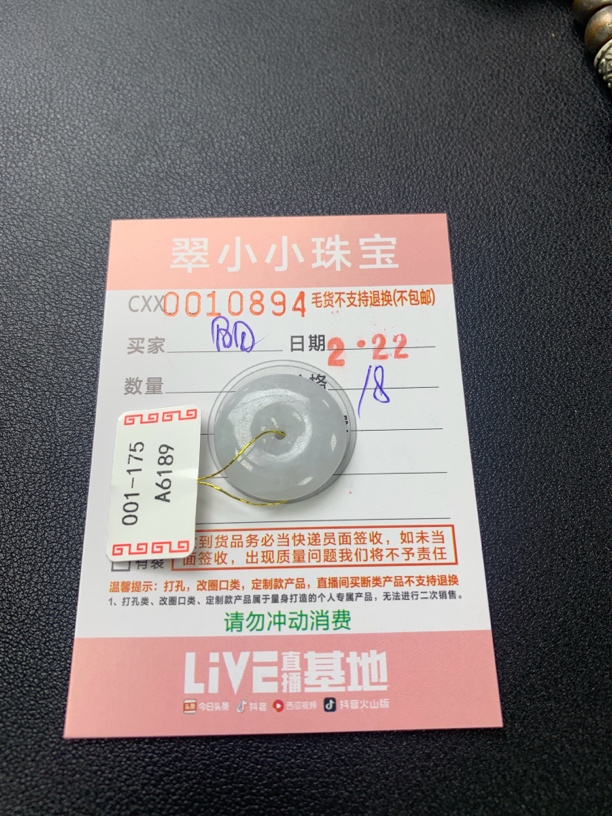 翠小小珠宝
CXX0010894 毛货不支持退换(不包邮)
买家 BD 日期 2·22
数量 格 18
001-175
A6189
到货品务必当快递员面签收，如未当
面签收，出现质量问题我们将不予责任
温馨提示：打孔，改圈口类，定制款产品，直播间买断类产品不支持退换
1、打孔类、改圈口类、定制款产品属于量身打造的个人专属产品，无法进行二次销售。
请勿冲动消费
LiVE直播基地
头条 今日头条 抖音 西瓜视频 抖音火山版